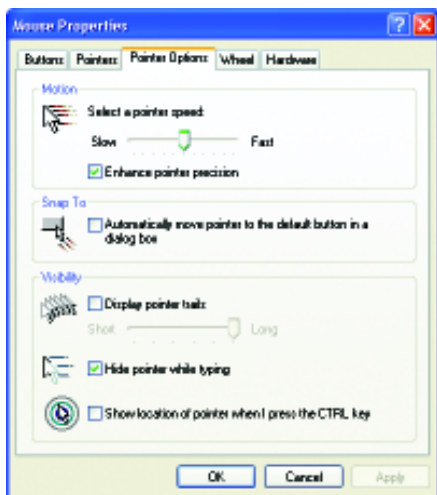 Mouse Properties
Buttons Pointers Pointer Options Wheel Hardware
Motion
Select a pointer speed:
Slow Fast
Enhance pointer precision
Snap To
Automatically move pointer to the default button in a
dialog box
Visibility
Display pointer trails
Short Long
Hide pointer while typing
Show location of pointer when I press the CTRL key
OK Cancel Apply